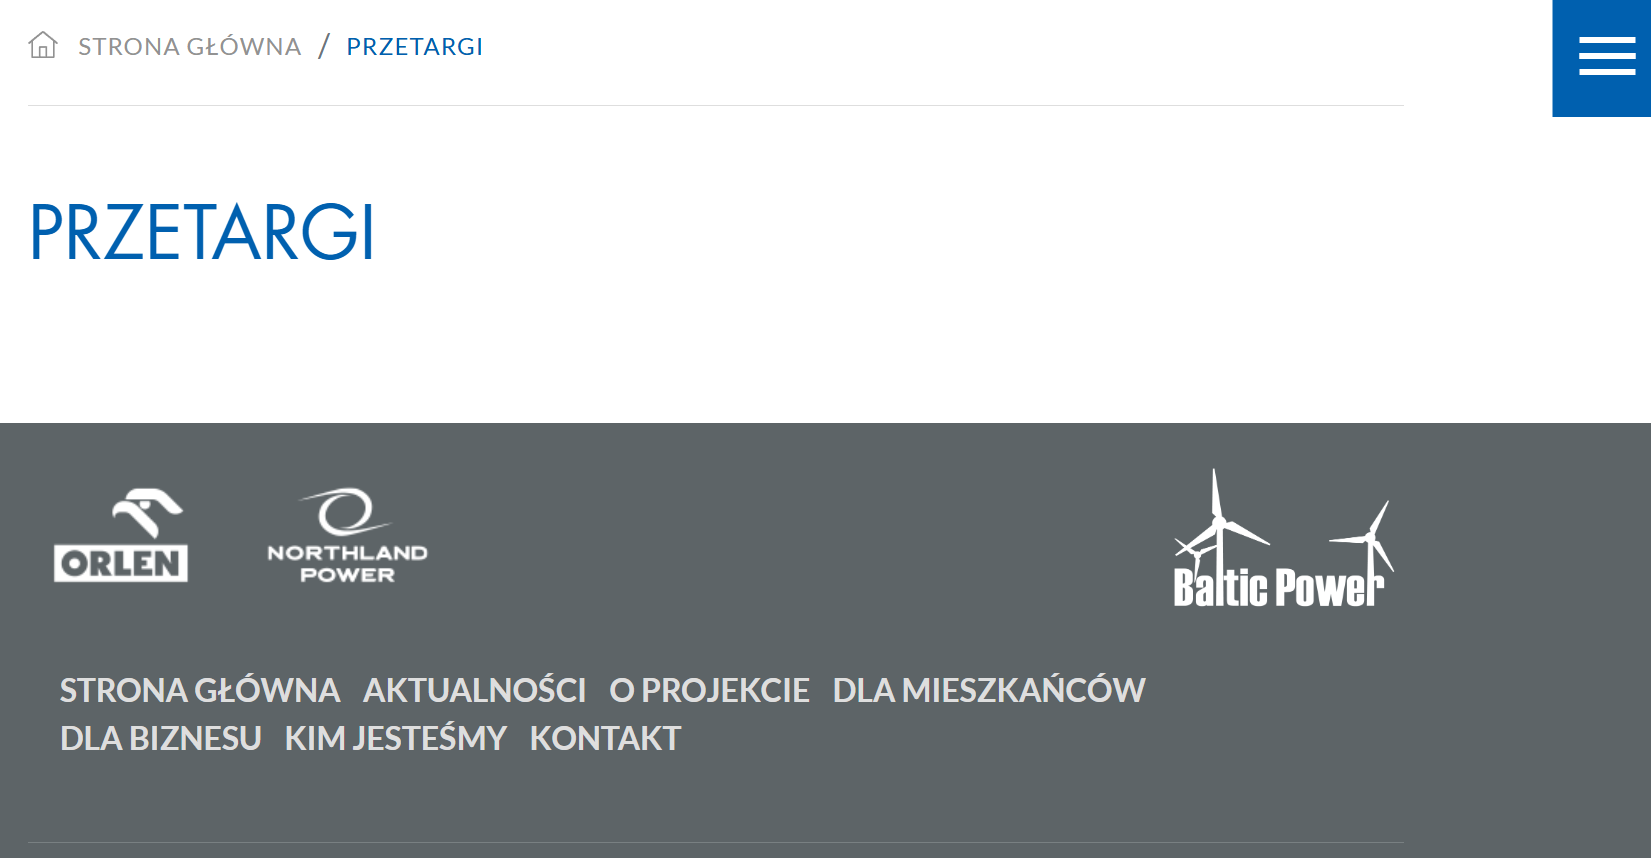 STRONA GŁÓWNA / PRZETARGI
PRZETARGI
ORLEN
NORTHLAND
POWER
Baltic Power
STRONA GŁÓWNA AKTUALNOŚCI O PROJEKCIE DLA MIESZKAŃCÓW
DLA BIZNESU KIM JESTEŚMY KONTAKT